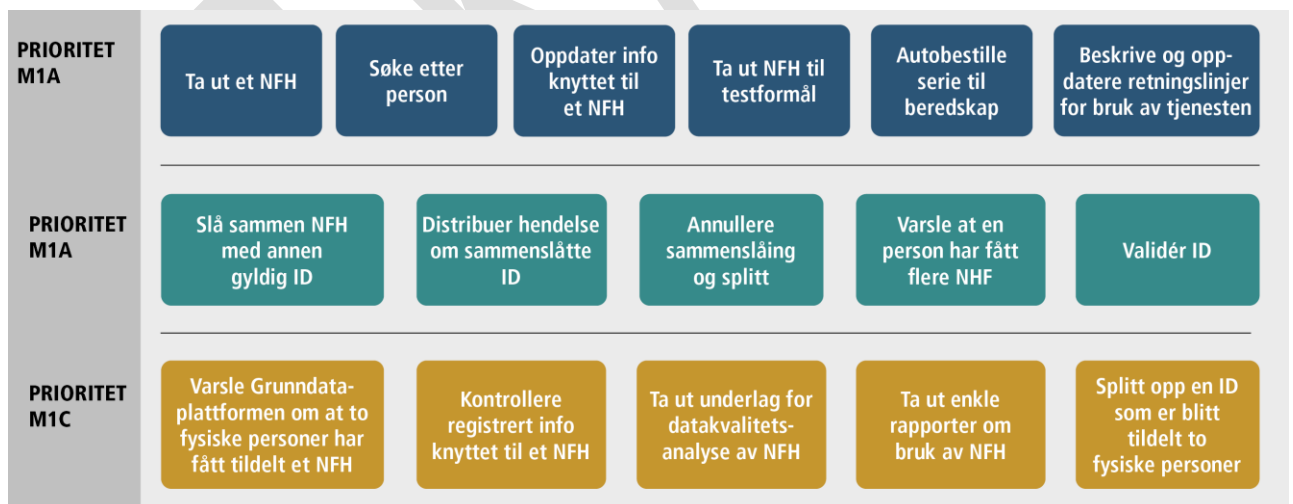 PRIORITET
M1A
Ta ut et NFH
Søke etter
person
Oppdater info
knyttet til
et NFH
Ta ut NFH til
testformål
Autobestille
serie til
beredskap
Beskrive og opp-
datere retningslinjer
for bruk av tjenesten
PRIORITET
M1A
Slå sammen NFH
med annen
gyldig ID
Distribuer hendelse
om sammenslåtte
ID
Annullere
sammenslåing
og splitt
Varsle at en
person har fått
flere NHF
Validér ID
PRIORITET
M1C
Varsle Grunndata-
plattformen om at to
fysiske personer har
fått tildelt et NFH
Kontrollere
registrert info
knyttet til et NFH
Ta ut underlag for
datakvalitets-
analyse av NFH
Ta ut enkle
rapporter om
bruk av NFH
Splitt opp en ID
som er blitt
tildelt to
fysiske personer